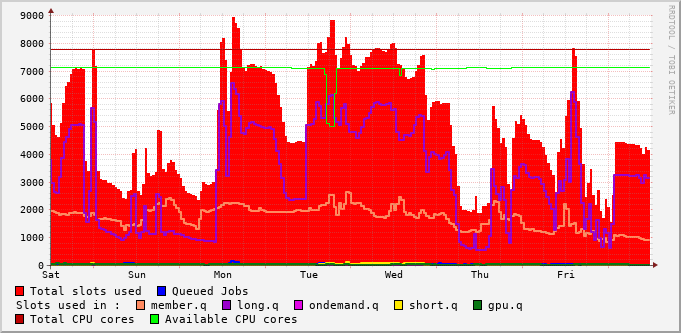 9000
8000
7000
6000
5000
4000
3000
2000
1000
0
Sat Sun Mon Tue Wed Thu Fri
RRDTOOL / TOBI OETIKER
Total slots used Queued Jobs
Slots used in : member.q long.q ondemand.q short.q gpu.q
Total CPU cores Available CPU cores